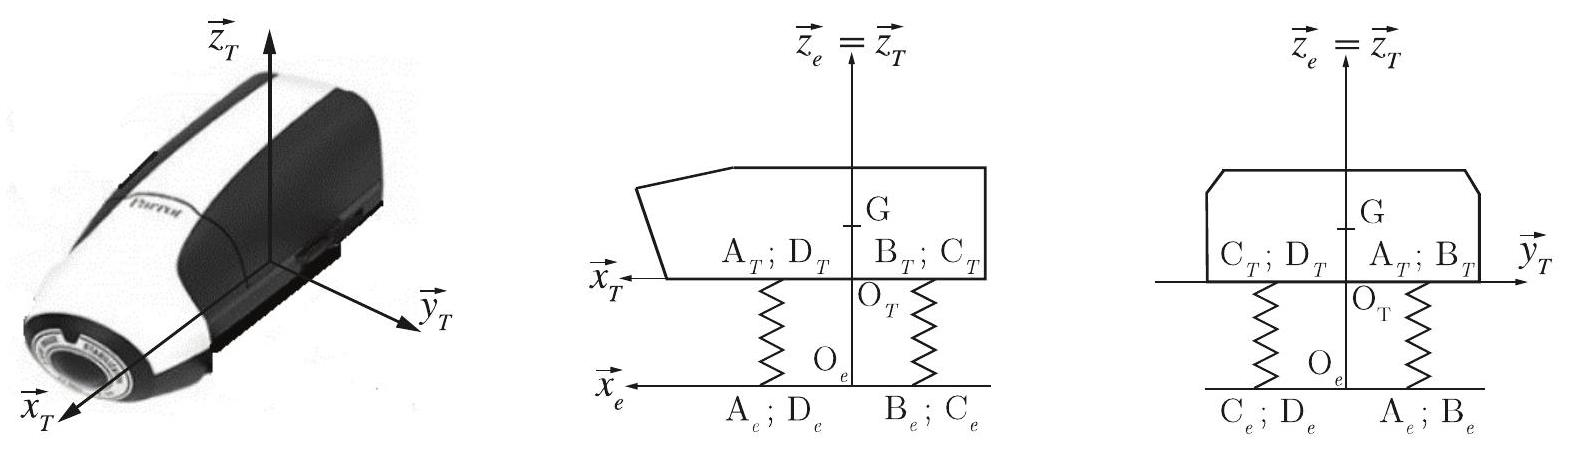 z⃗_T
Parrot
y⃗_T
x⃗_T
z⃗_e = z⃗_T
G
A_T ; D_T B_T ; C_T
x⃗_T
O_T
O_e
x⃗_e
A_e ; D_e B_e ; C_e
z⃗_e = z⃗_T
G
C_T ; D_T A_T ; B_T
y⃗_T
O_T
O_e
C_e ; D_e A_e ; B_e